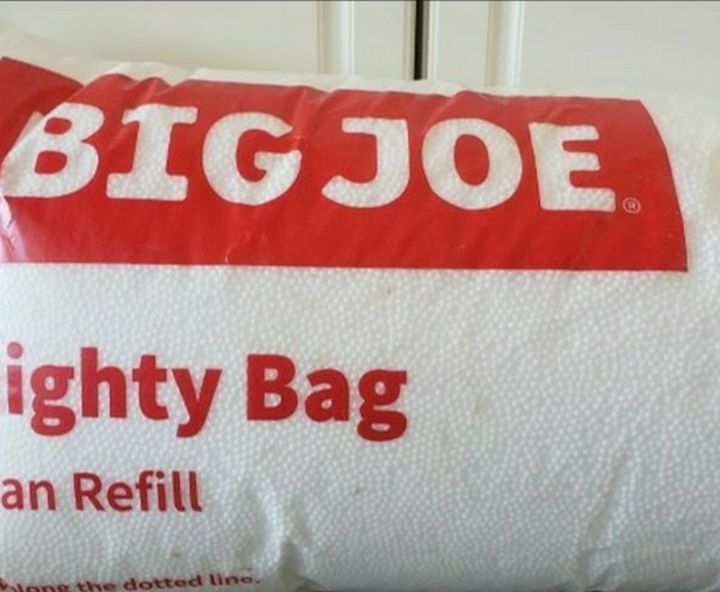 BIG JOE®
ighty Bag
an Refill
along the dotted line.